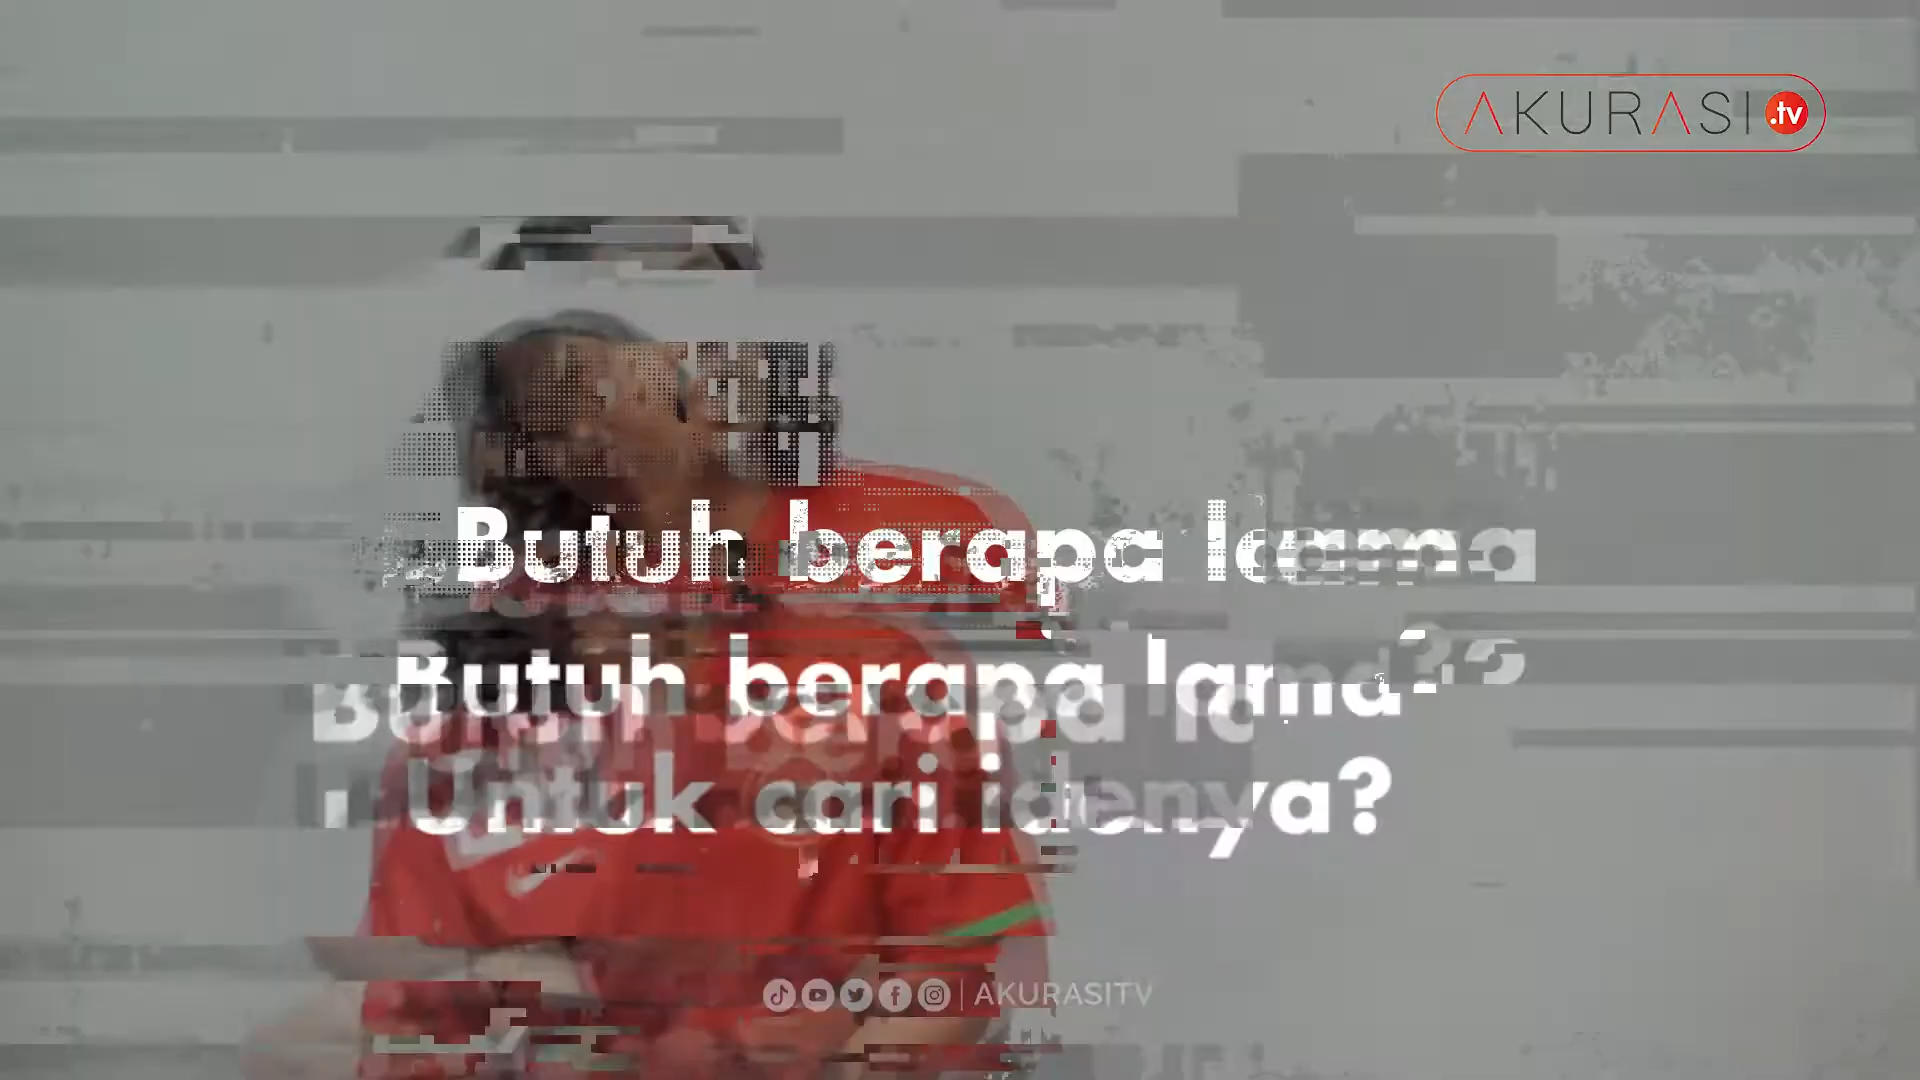 AKURASI.tv
Butuh berapa lama
Butuh berapa lama?
Untuk cari idenya?
AKURASITV